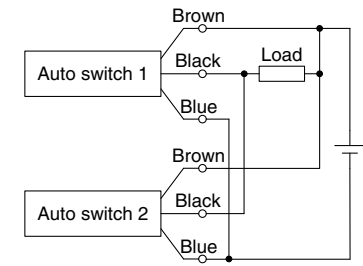 Brown
Auto switch 1
Black
Load
Blue
Brown
Auto switch 2
Black
Blue